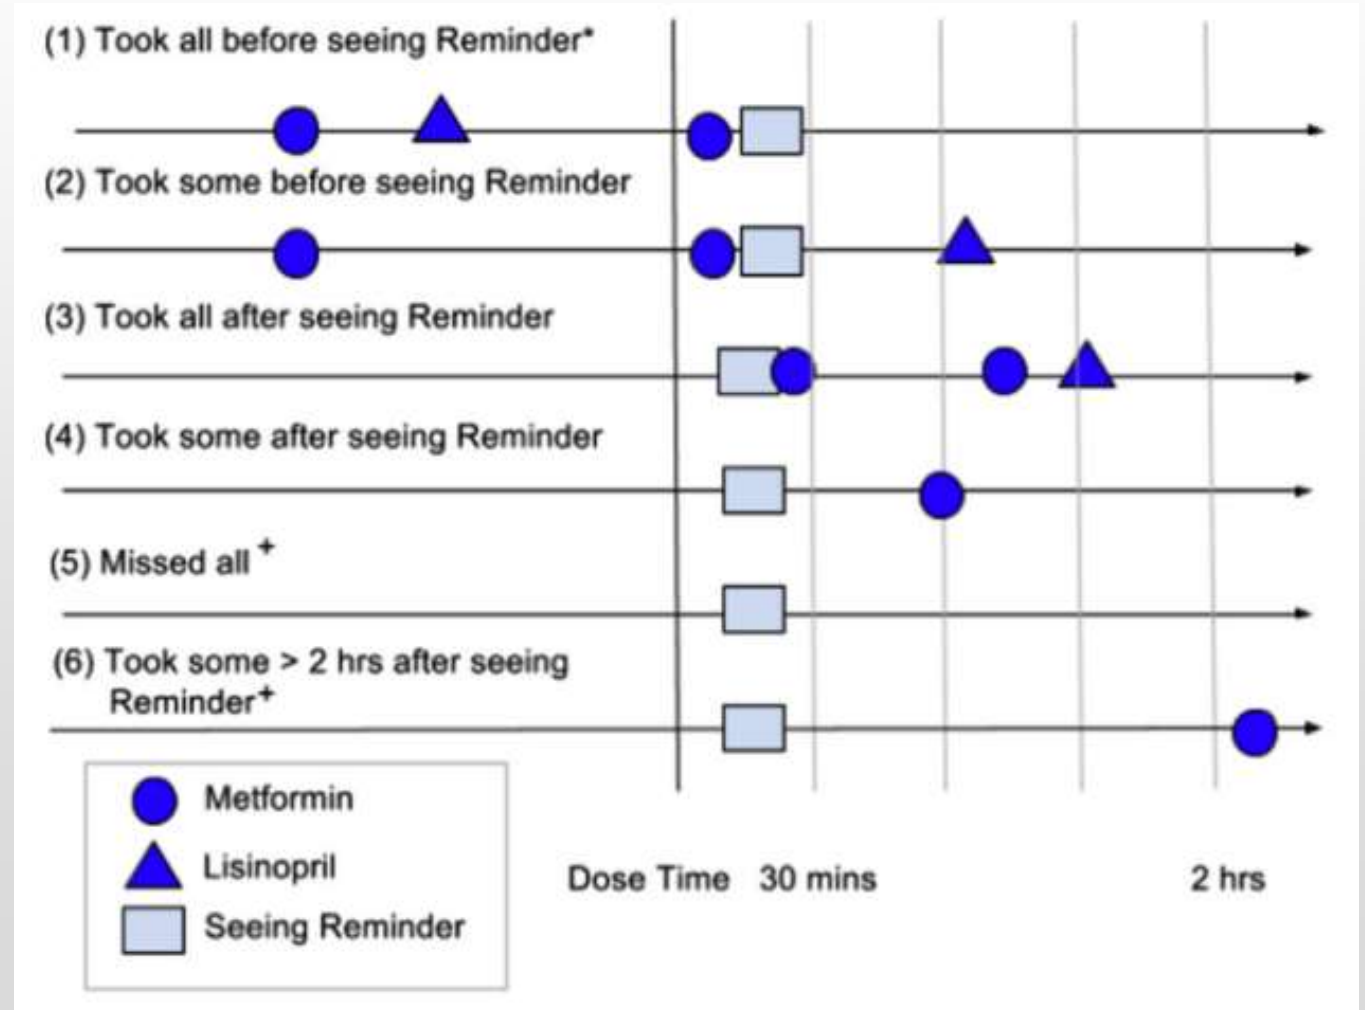 (1) Took all before seeing Reminder*
(2) Took some before seeing Reminder
(3) Took all after seeing Reminder
(4) Took some after seeing Reminder
(5) Missed all +
(6) Took some > 2 hrs after seeing
Reminder+
Metformin
Lisinopril
Seeing Reminder
Dose Time 30 mins 2 hrs